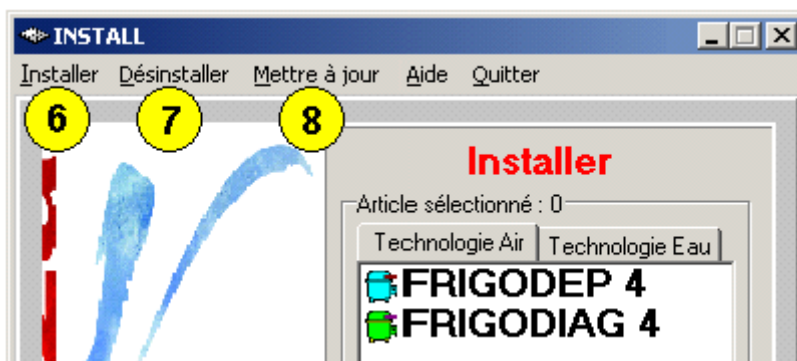 INSTALL
Installer Désinstaller Mettre à jour Aide Quitter
6 7 8
Installer
Article sélectionné : 0
Technologie Air Technologie Eau
FRIGODEP 4
FRIGODIAG 4